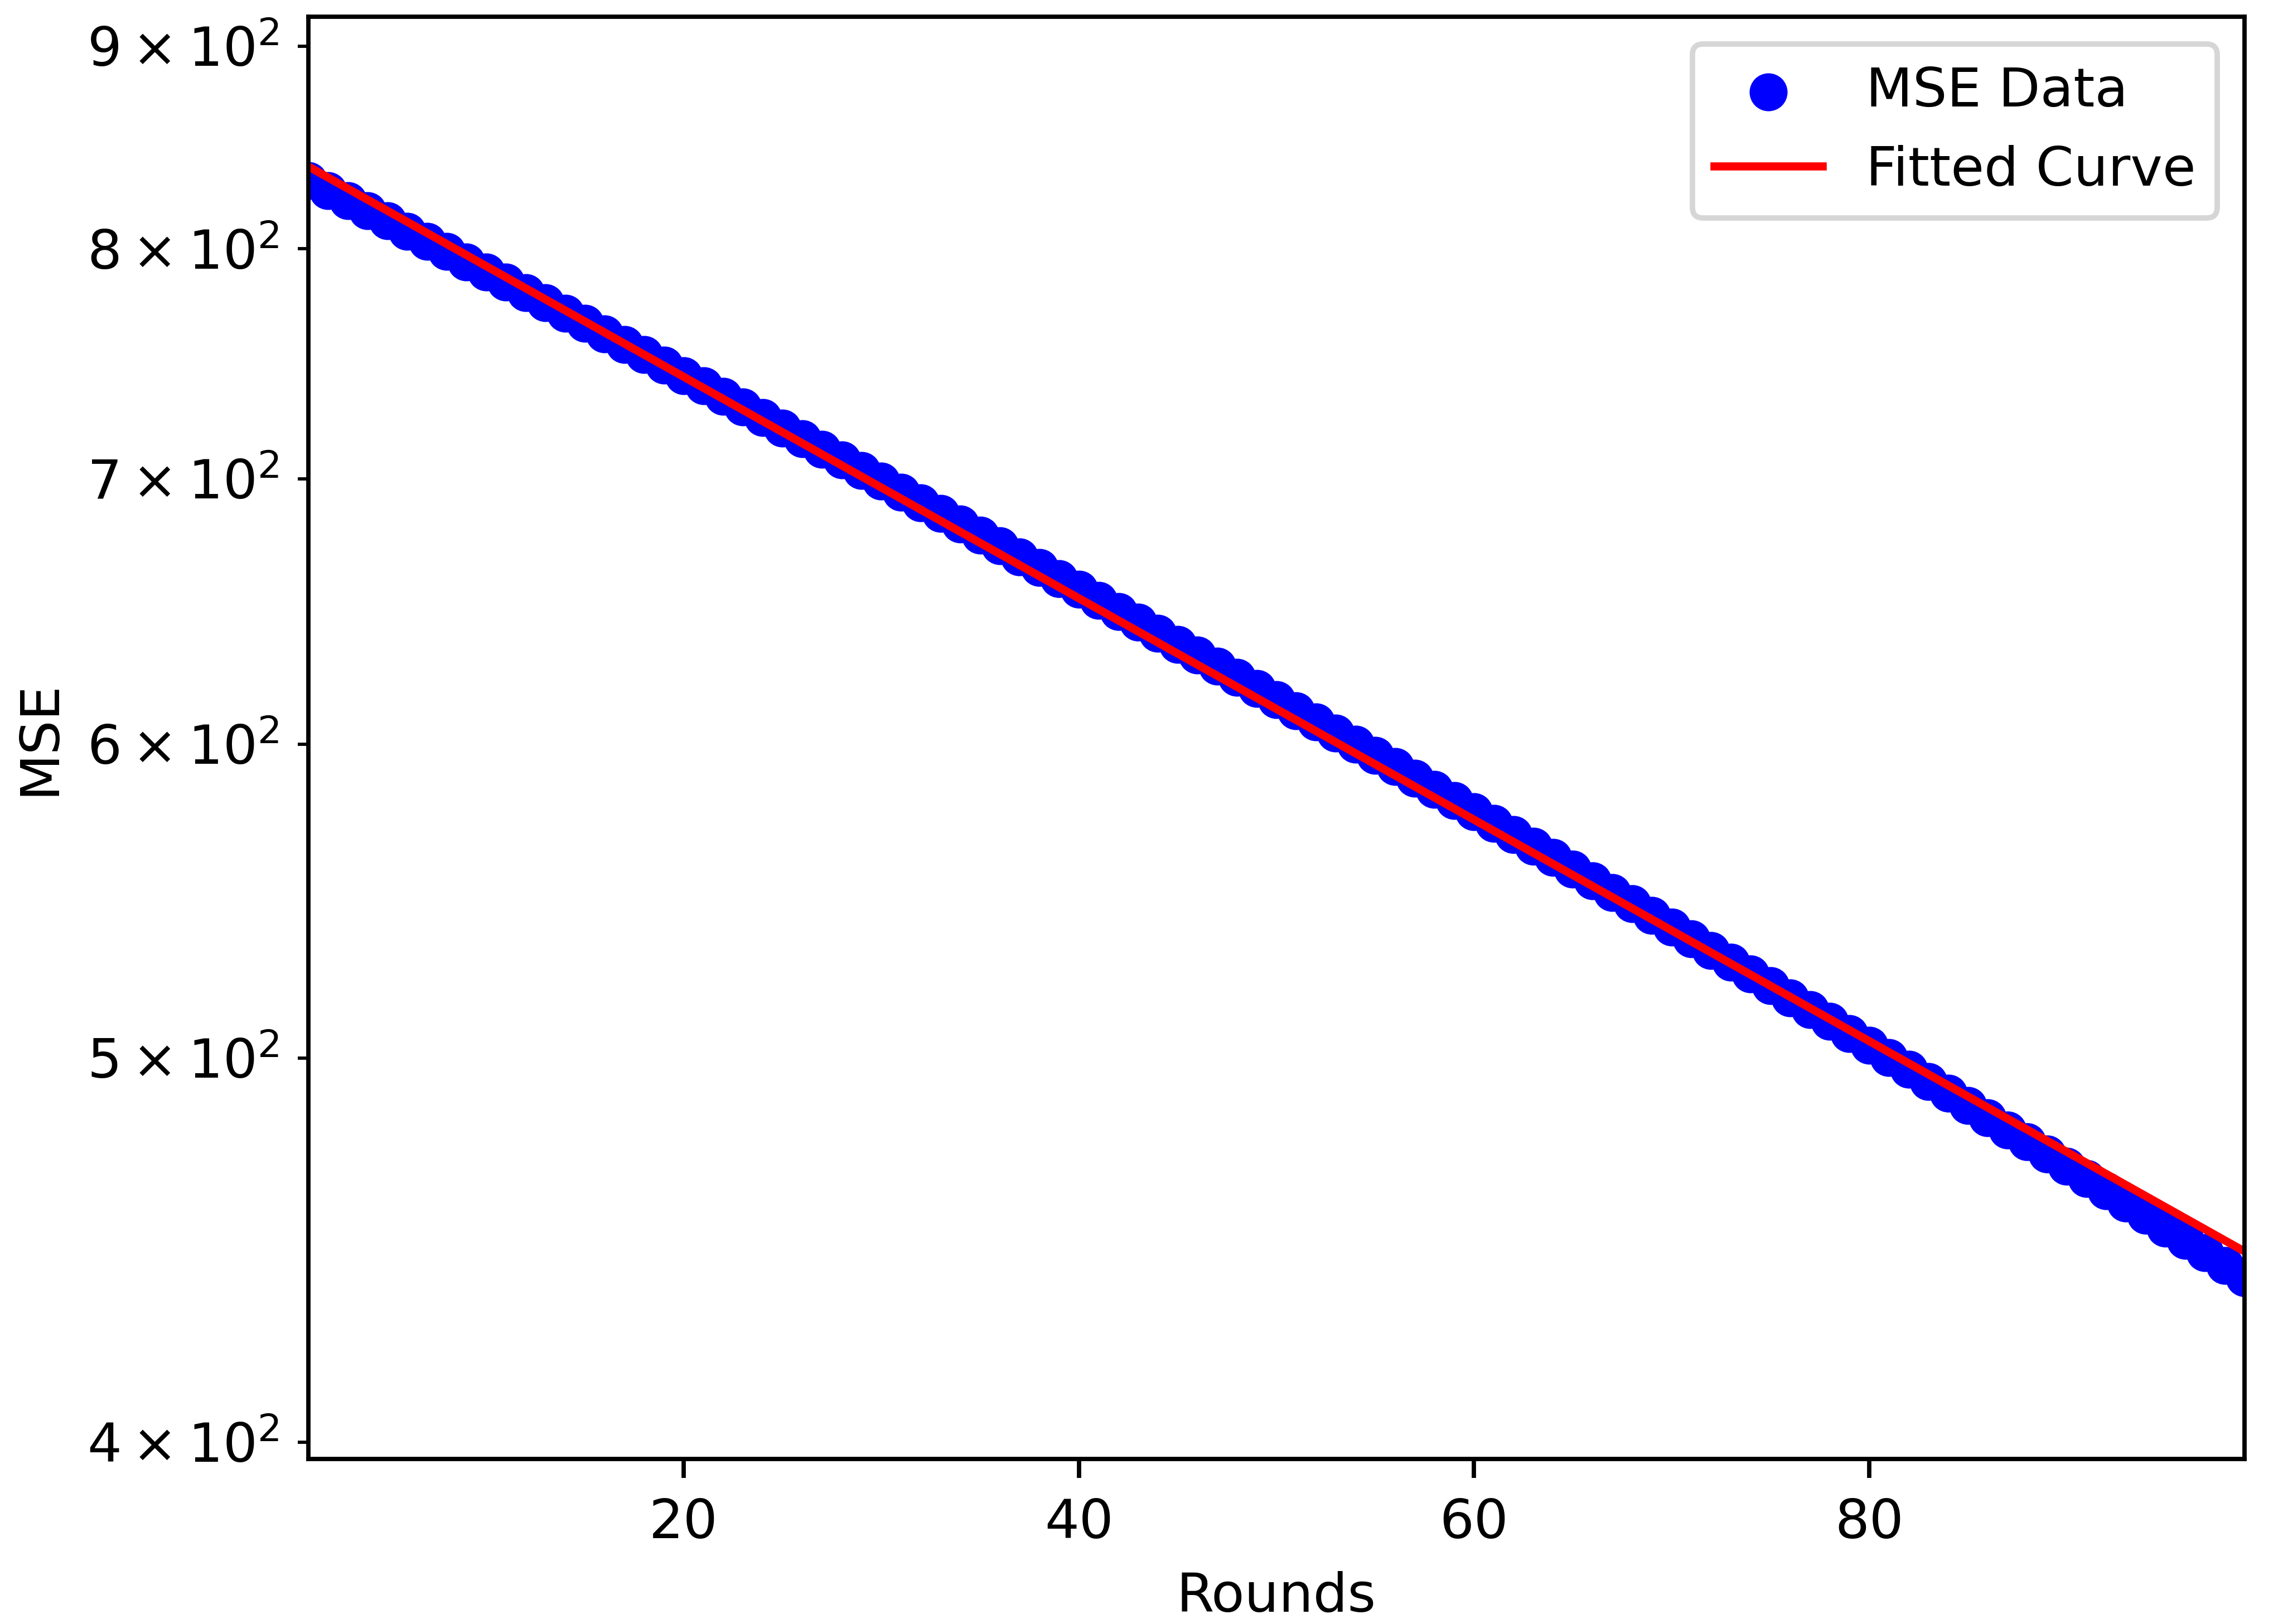 9 × 10²
8 × 10²
7 × 10²
6 × 10²
5 × 10²
4 × 10²
MSE
MSE Data
Fitted Curve
20 40 60 80
Rounds